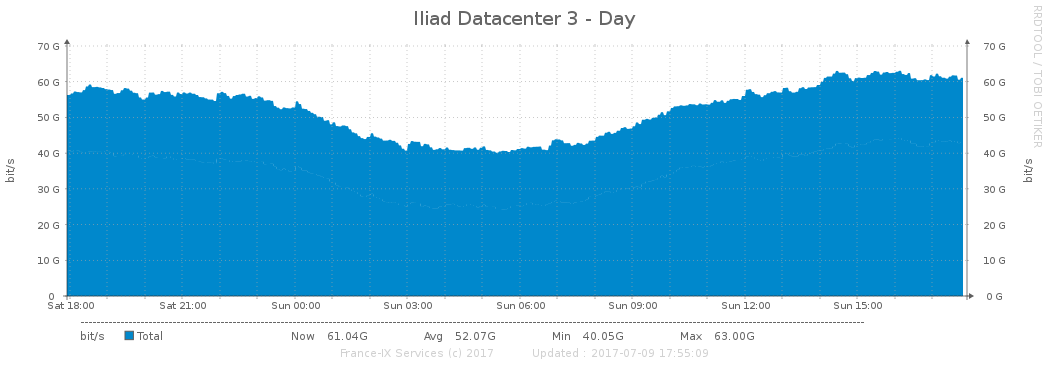 Iliad Datacenter 3 - Day
RRDTOOL / TOBI OETIKER
70 G 70 G
60 G 60 G
50 G 50 G
40 G 40 G
30 G 30 G
20 G 20 G
10 G 10 G
0 0 G
bit/s bit/s
Sat 18:00 Sat 21:00 Sun 00:00 Sun 03:00 Sun 06:00 Sun 09:00 Sun 12:00 Sun 15:00
bit/s Total Now 61.04G Avg 52.07G Min 40.05G Max 63.00G
France-IX Services (c) 2017 Updated : 2017-07-09 17:55:09